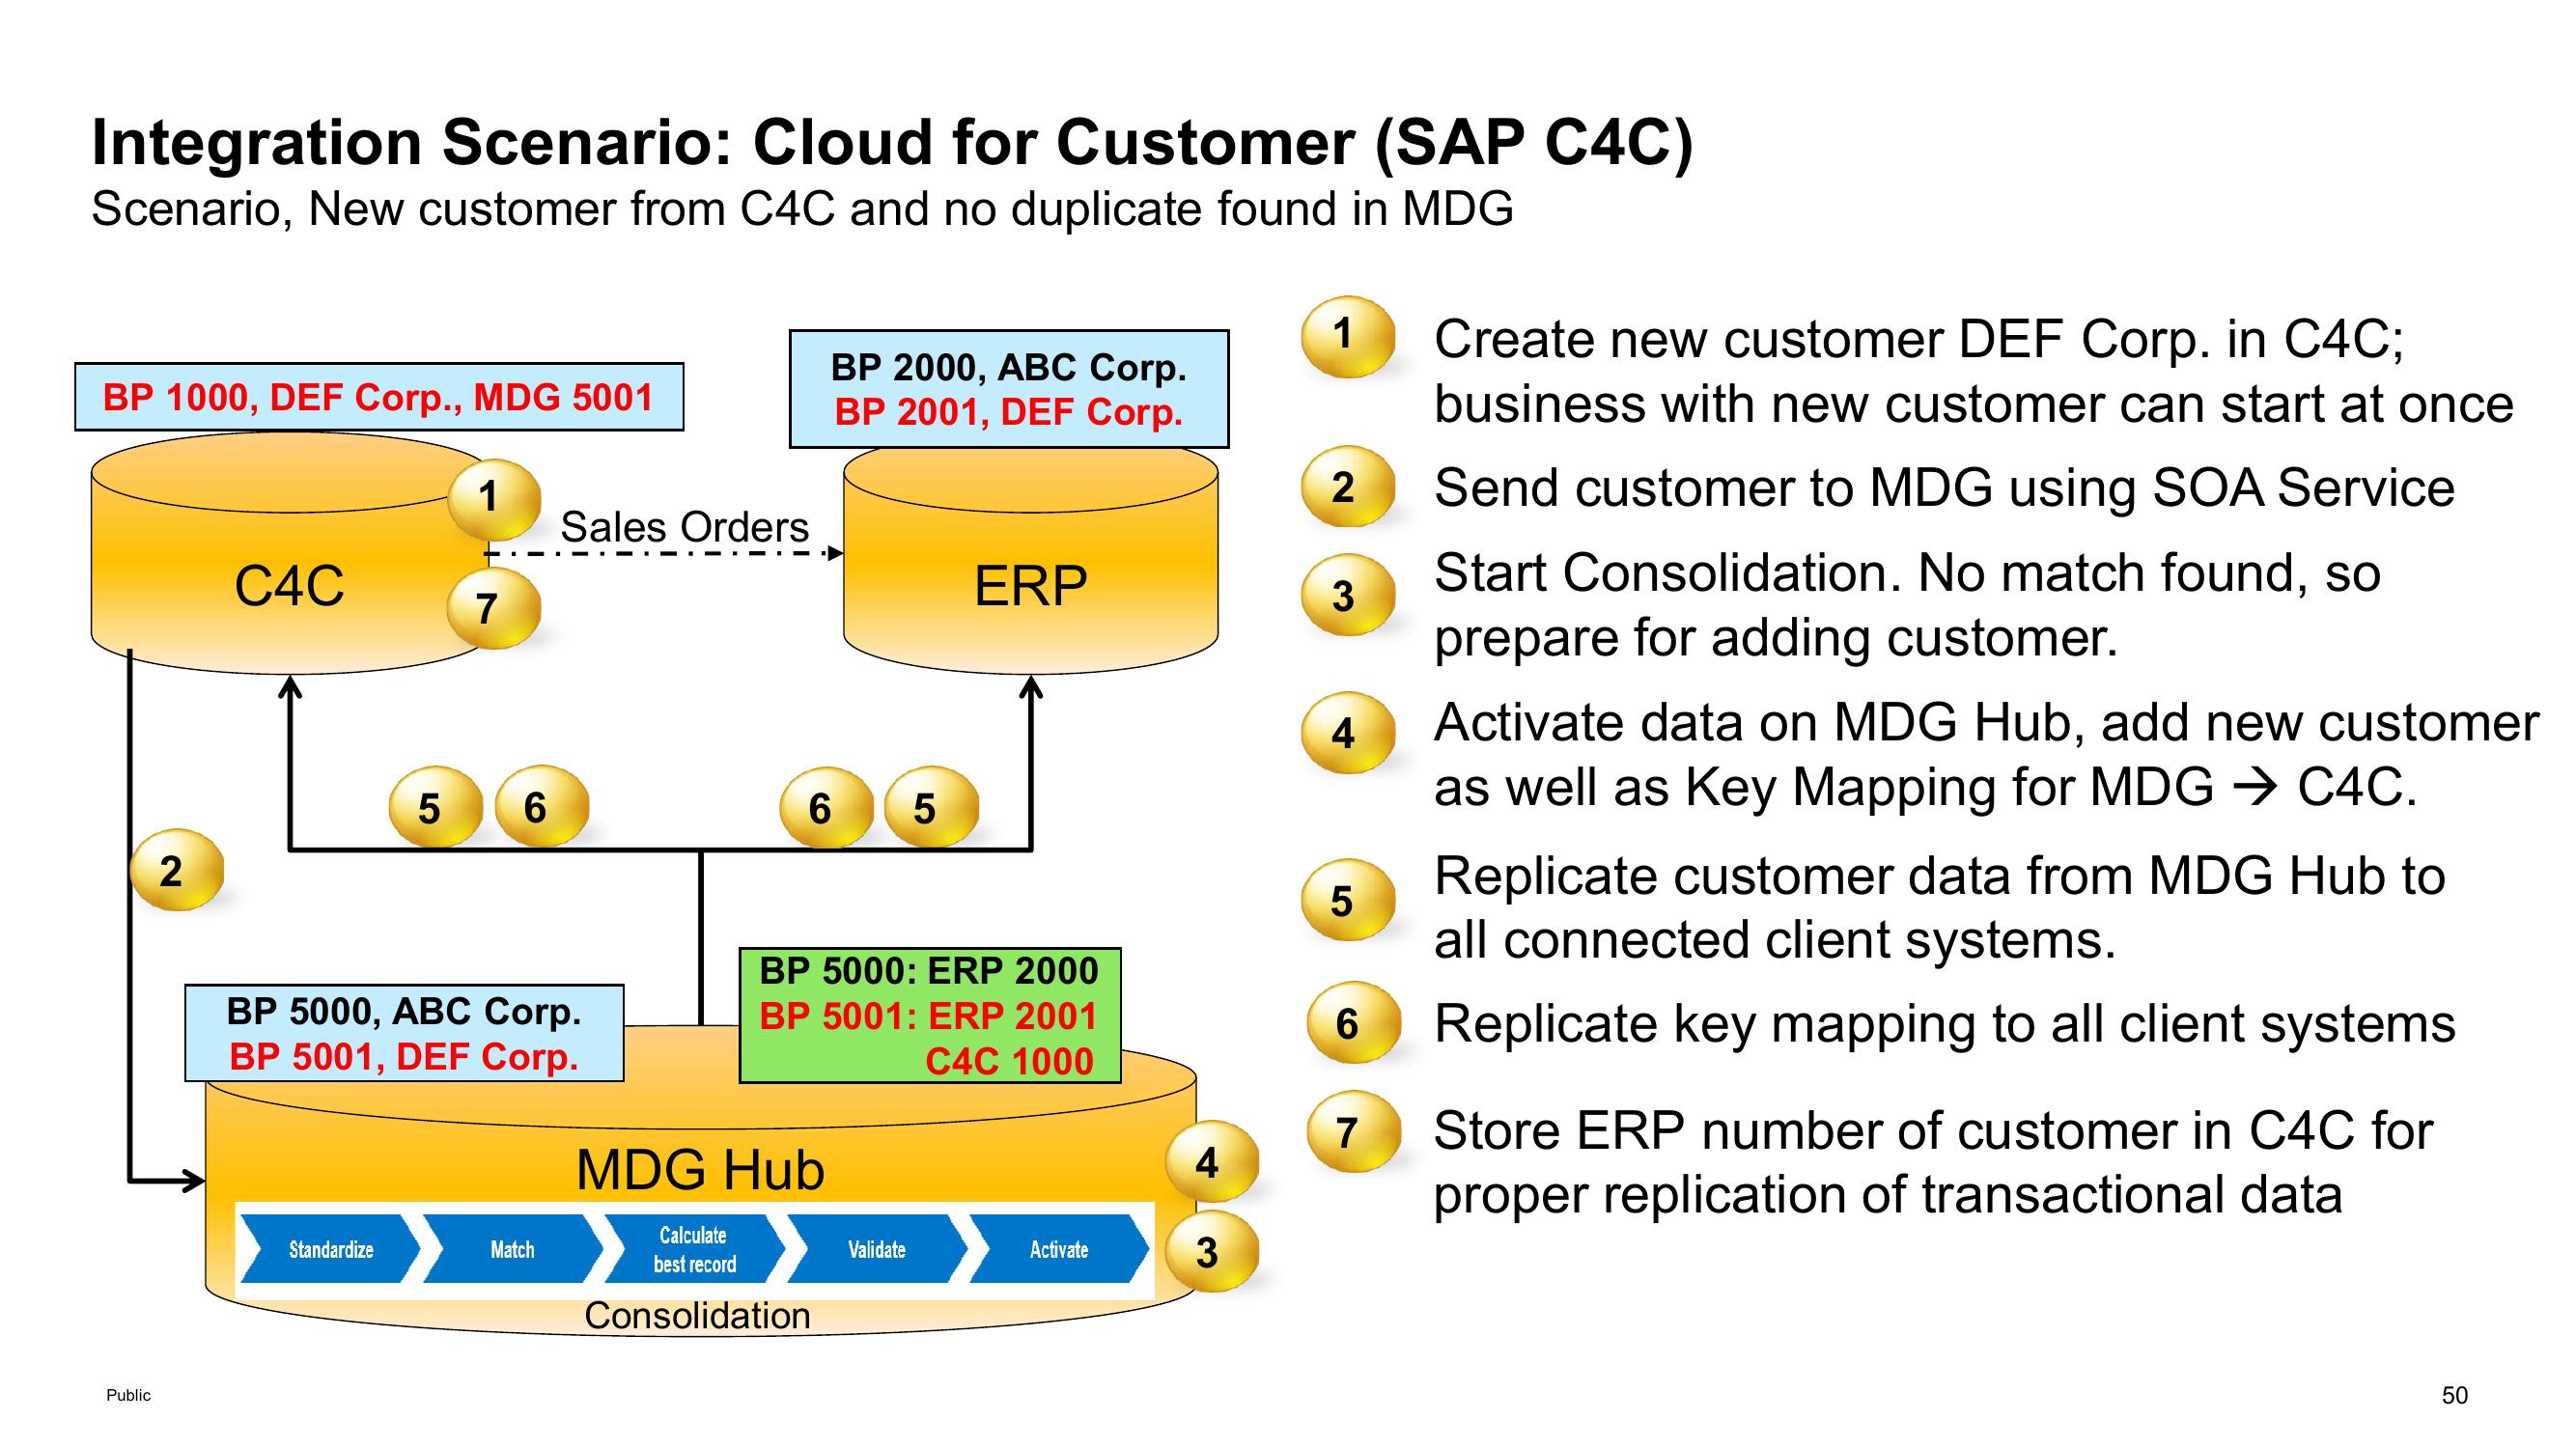 Integration Scenario: Cloud for Customer (SAP C4C)
Scenario, New customer from C4C and no duplicate found in MDG
BP 1000, DEF Corp., MDG 5001
BP 2000, ABC Corp.
BP 2001, DEF Corp.
1
Sales Orders
C4C
7
ERP
5
6
6
5
2
BP 5000, ABC Corp.
BP 5001, DEF Corp.
BP 5000: ERP 2000
BP 5001: ERP 2001
C4C 1000
MDG Hub
4
Standardize
Match
Calculate
best record
Validate
Activate
3
Consolidation
1
Create new customer DEF Corp. in C4C;
business with new customer can start at once
2
Send customer to MDG using SOA Service
3
Start Consolidation. No match found, so
prepare for adding customer.
4
Activate data on MDG Hub, add new customer
as well as Key Mapping for MDG → C4C.
5
Replicate customer data from MDG Hub to
all connected client systems.
6
Replicate key mapping to all client systems
7
Store ERP number of customer in C4C for
proper replication of transactional data
Public
50